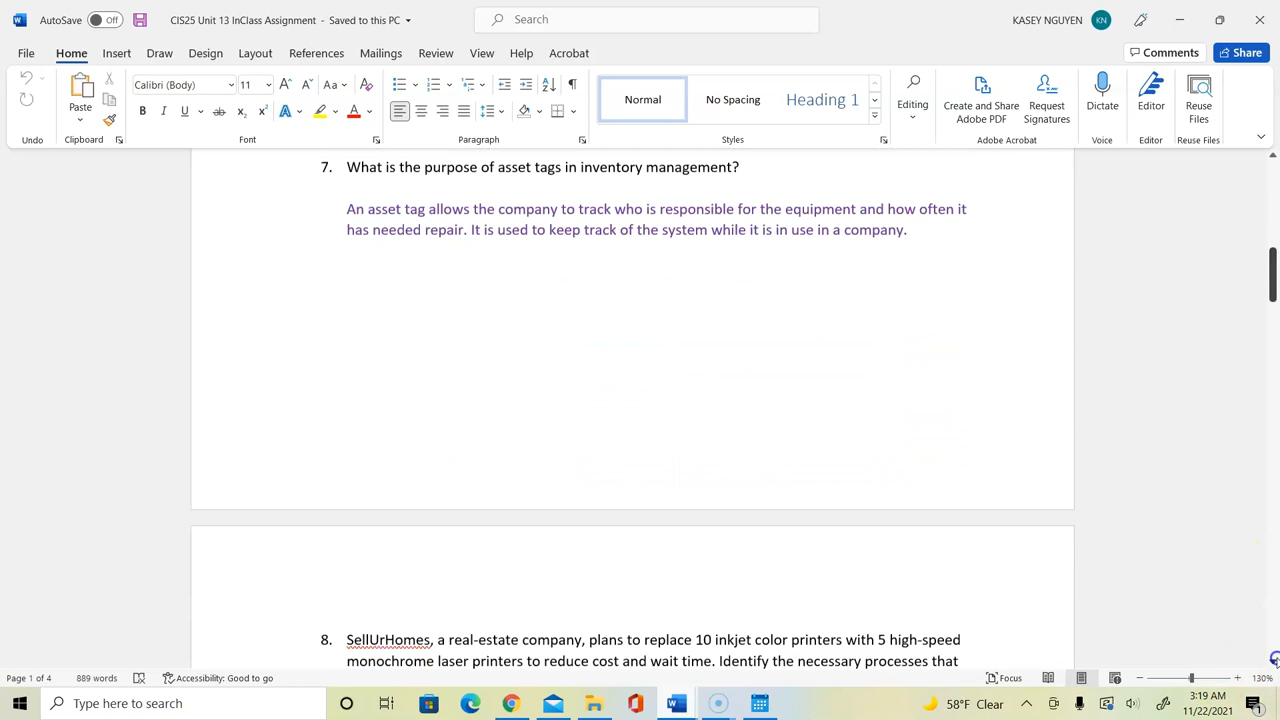 AutoSave Off CIS25 Unit 13 InClass Assignment - Saved to this PC Search KASEY NGUYEN KN
File Home Insert Draw Design Layout References Mailings Review View Help Acrobat Comments Share
Calibri (Body) 11 Aa
Paste Normal No Spacing Heading 1 Editing Create and Share Adobe PDF Request Signatures Dictate Editor Reuse Files
Undo Clipboard Font Paragraph Styles Adobe Acrobat Voice Editor Reuse Files
7. What is the purpose of asset tags in inventory management?
An asset tag allows the company to track who is responsible for the equipment and how often it
has needed repair. It is used to keep track of the system while it is in use in a company.
8. SellUrHomes, a real-estate company, plans to replace 10 inkjet color printers with 5 high-speed
monochrome laser printers to reduce cost and wait time. Identify the necessary processes that
Page 1 of 4 889 words Accessibility: Good to go Focus 130%
Type here to search 58°F Clear 3:19 AM
11/22/2021 1